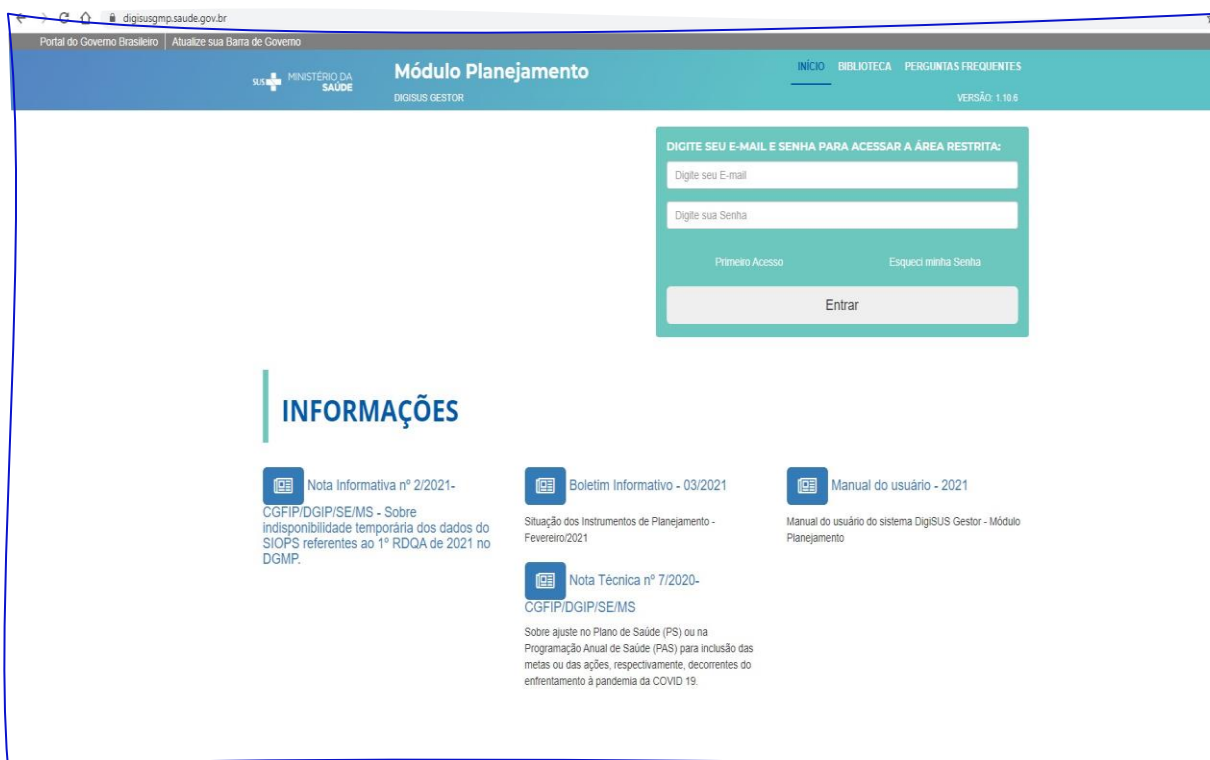 digisusgmp.saude.gov.br
Portal do Governo Brasileiro | Atualize sua Barra de Governo
SUS MINISTÉRIO DA SAÚDE
Módulo Planejamento
DIGISUS GESTOR
INÍCIO BIBLIOTECA PERGUNTAS FREQUENTES
VERSÃO: 1.10.6
DIGITE SEU E-MAIL E SENHA PARA ACESSAR A ÁREA RESTRITA:
Digite seu E-mail
Digite sua Senha
Primeiro Acesso Esqueci minha Senha
Entrar
INFORMAÇÕES
Nota Informativa nº 2/2021-
CGFIP/DGIP/SE/MS - Sobre
indisponibilidade temporária dos dados do
SIOPS referentes ao 1º RDQA de 2021 no
DGMP.
Boletim Informativo - 03/2021
Situação dos Instrumentos de Planejamento -
Fevereiro/2021
Manual do usuário - 2021
Manual do usuário do sistema DigiSUS Gestor - Módulo
Planejamento
Nota Técnica nº 7/2020-
CGFIP/DGIP/SE/MS
Sobre ajuste no Plano de Saúde (PS) ou na
Programação Anual de Saúde (PAS) para inclusão das
metas ou das ações, respectivamente, decorrentes do
enfrentamento à pandemia da COVID 19.